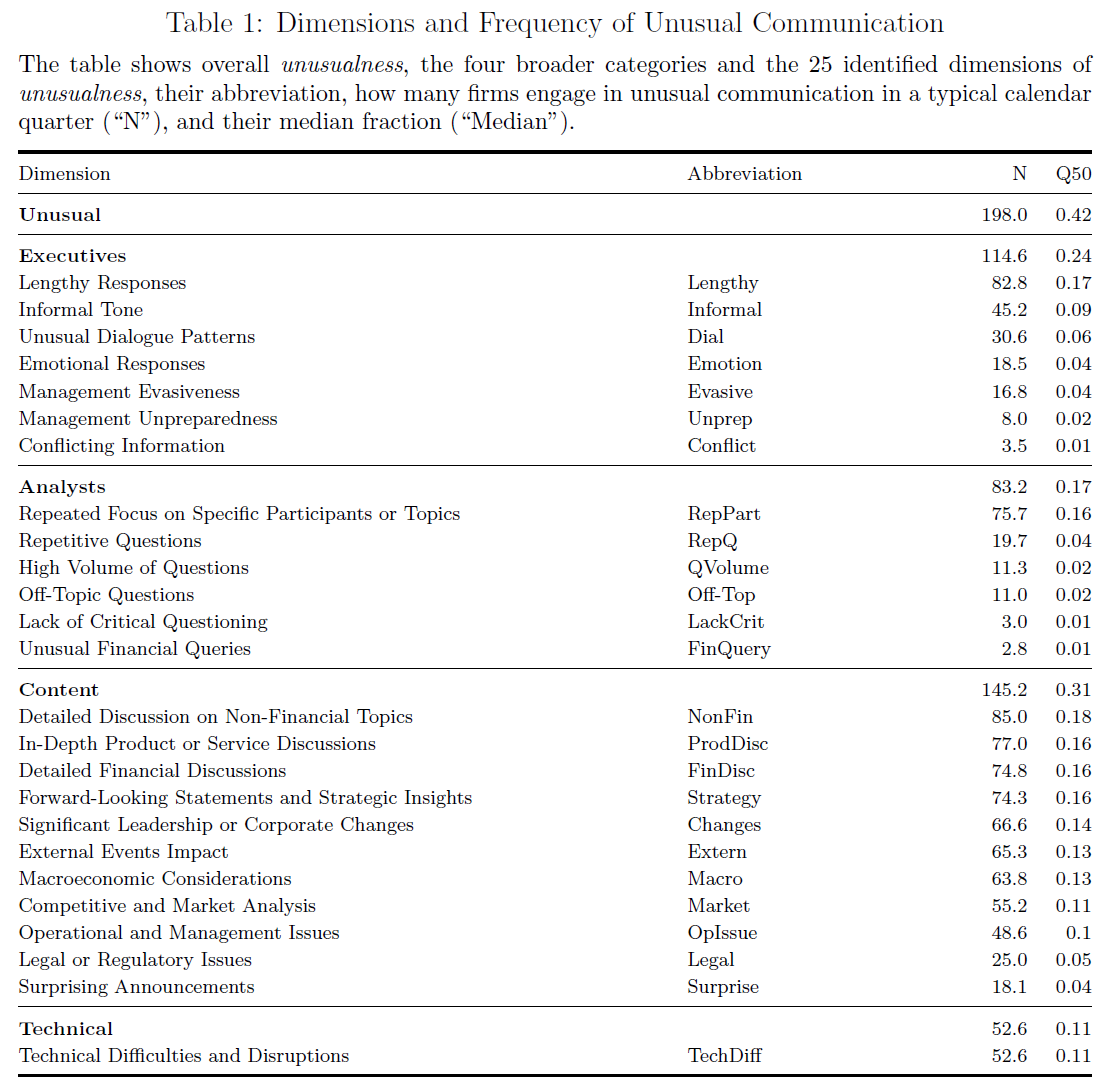 Table 1: Dimensions and Frequency of Unusual Communication
The table shows overall unusualness, the four broader categories and the 25 identified dimensions of
unusualness, their abbreviation, how many firms engage in unusual communication in a typical calendar
quarter (“N”), and their median fraction (“Median”).
Dimension Abbreviation N Q50
Unusual 198.0 0.42
Executives 114.6 0.24
Lengthy Responses Lengthy 82.8 0.17
Informal Tone Informal 45.2 0.09
Unusual Dialogue Patterns Dial 30.6 0.06
Emotional Responses Emotion 18.5 0.04
Management Evasiveness Evasive 16.8 0.04
Management Unpreparedness Unprep 8.0 0.02
Conflicting Information Conflict 3.5 0.01
Analysts 83.2 0.17
Repeated Focus on Specific Participants or Topics RepPart 75.7 0.16
Repetitive Questions RepQ 19.7 0.04
High Volume of Questions QVolume 11.3 0.02
Off-Topic Questions Off-Top 11.0 0.02
Lack of Critical Questioning LackCrit 3.0 0.01
Unusual Financial Queries FinQuery 2.8 0.01
Content 145.2 0.31
Detailed Discussion on Non-Financial Topics NonFin 85.0 0.18
In-Depth Product or Service Discussions ProdDisc 77.0 0.16
Detailed Financial Discussions FinDisc 74.8 0.16
Forward-Looking Statements and Strategic Insights Strategy 74.3 0.16
Significant Leadership or Corporate Changes Changes 66.6 0.14
External Events Impact Extern 65.3 0.13
Macroeconomic Considerations Macro 63.8 0.13
Competitive and Market Analysis Market 55.2 0.11
Operational and Management Issues OpIssue 48.6 0.1
Legal or Regulatory Issues Legal 25.0 0.05
Surprising Announcements Surprise 18.1 0.04
Technical 52.6 0.11
Technical Difficulties and Disruptions TechDiff 52.6 0.11